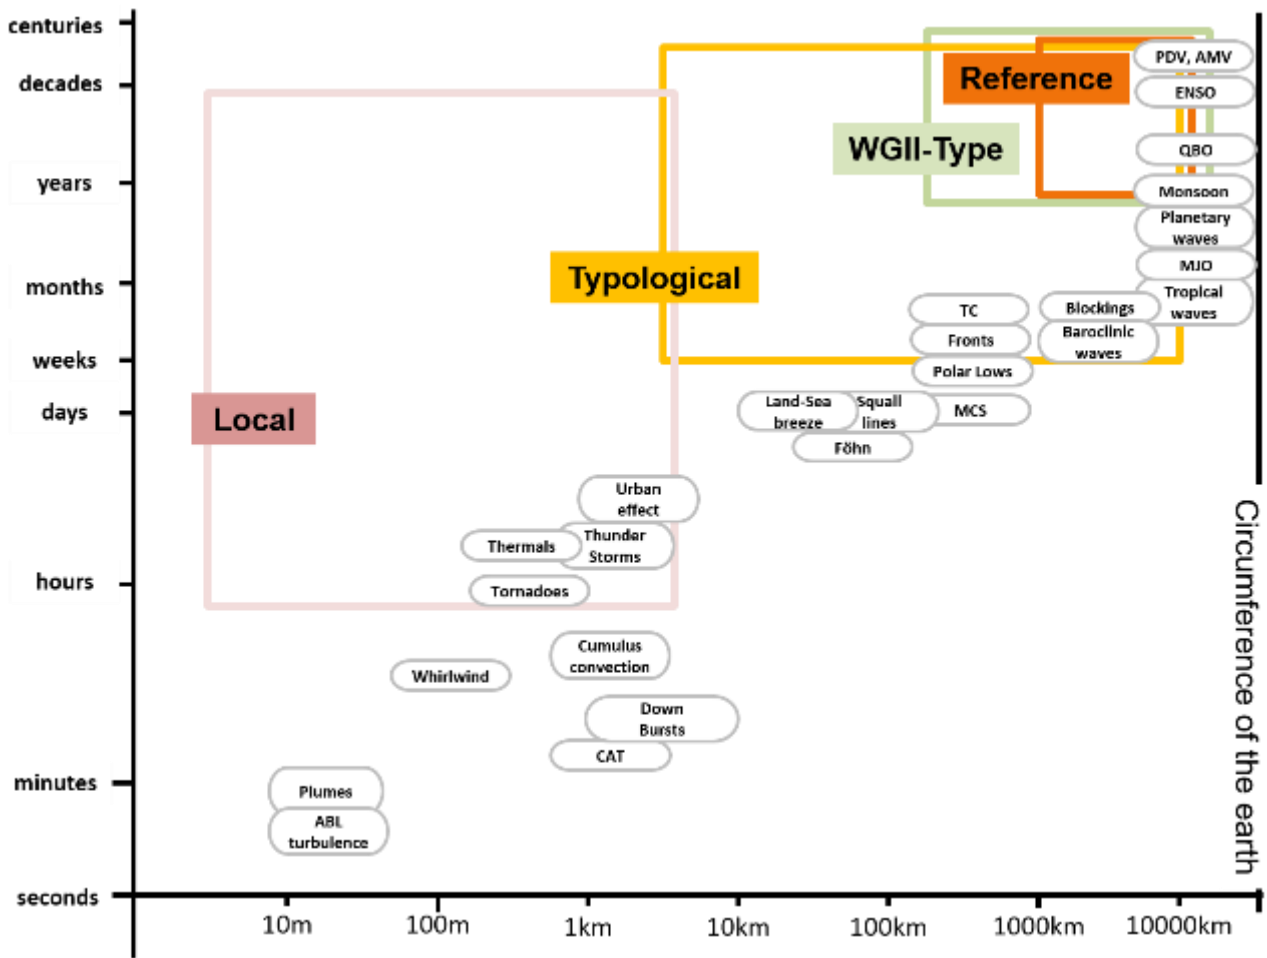 centuries
decades
years
months
weeks
days
hours
minutes
seconds
Reference
WGII-Type
Typological
Local
PDV, AMV
ENSO
QBO
Monsoon
Planetary
waves
MJO
Tropical
waves
TC
Blockings
Fronts
Baroclinic
waves
Polar Lows
Land-Sea
breeze
Squall
lines
MCS
Föhn
Urban
effect
Thermals
Thunder
Storms
Tornadoes
Cumulus
convection
Whirlwind
Down
Bursts
CAT
Plumes
ABL
turbulence
10m
100m
1km
10km
100km
1000km
10000km
Circumference of the earth